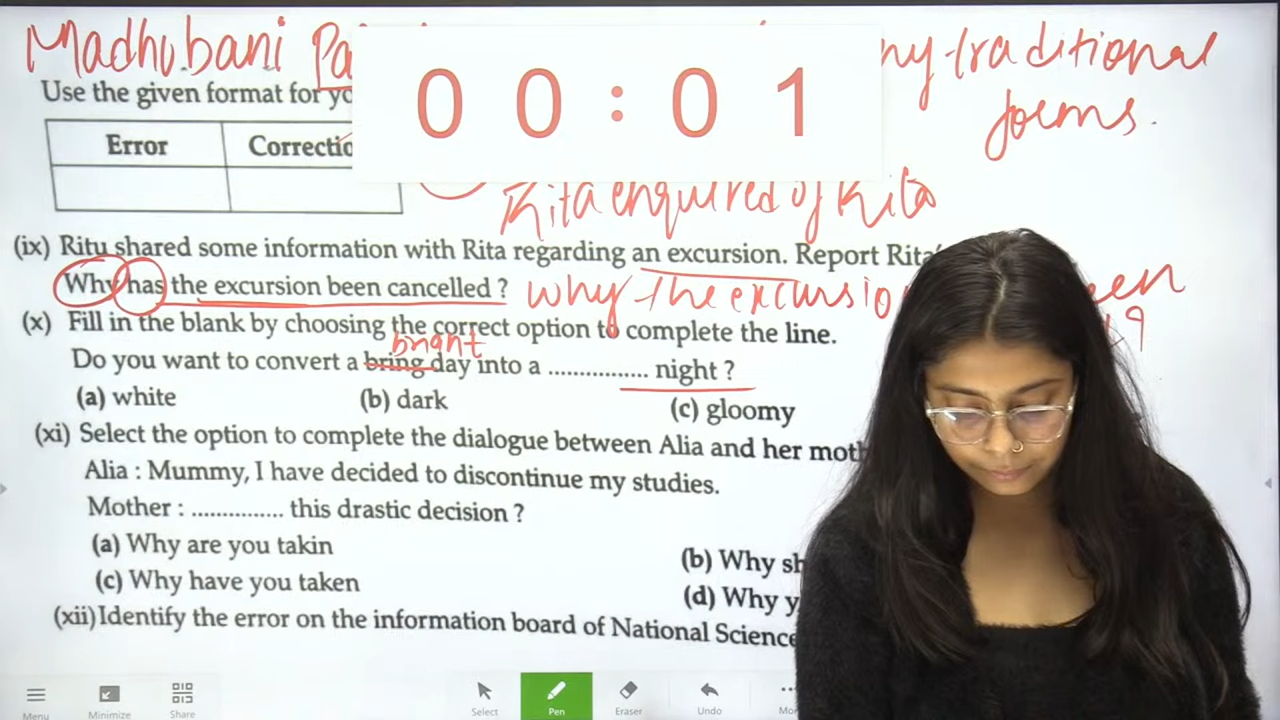 Madhubani Pa
ny traditional
forms.
00:01
Use the given format for yo
Error Correctio
Rita enquired of Rita
(ix) Ritu shared some information with Rita regarding an excursion. Report Rita'
Why has the excursion been cancelled ? why the excursio een
(x) Fill in the blank by choosing the correct option to complete the line.
Do you want to convert a bring day into a ................ night ?
(a) white (b) dark (c) gloomy
(xi) Select the option to complete the dialogue between Alia and her moth
Alia : Mummy, I have decided to discontinue my studies.
Mother : ............... this drastic decision ?
(a) Why are you takin (b) Why sh
(c) Why have you taken (d) Why y
(xii) Identify the error on the information board of National Science
Menu Minimize Share Select Pen Eraser Undo Mor